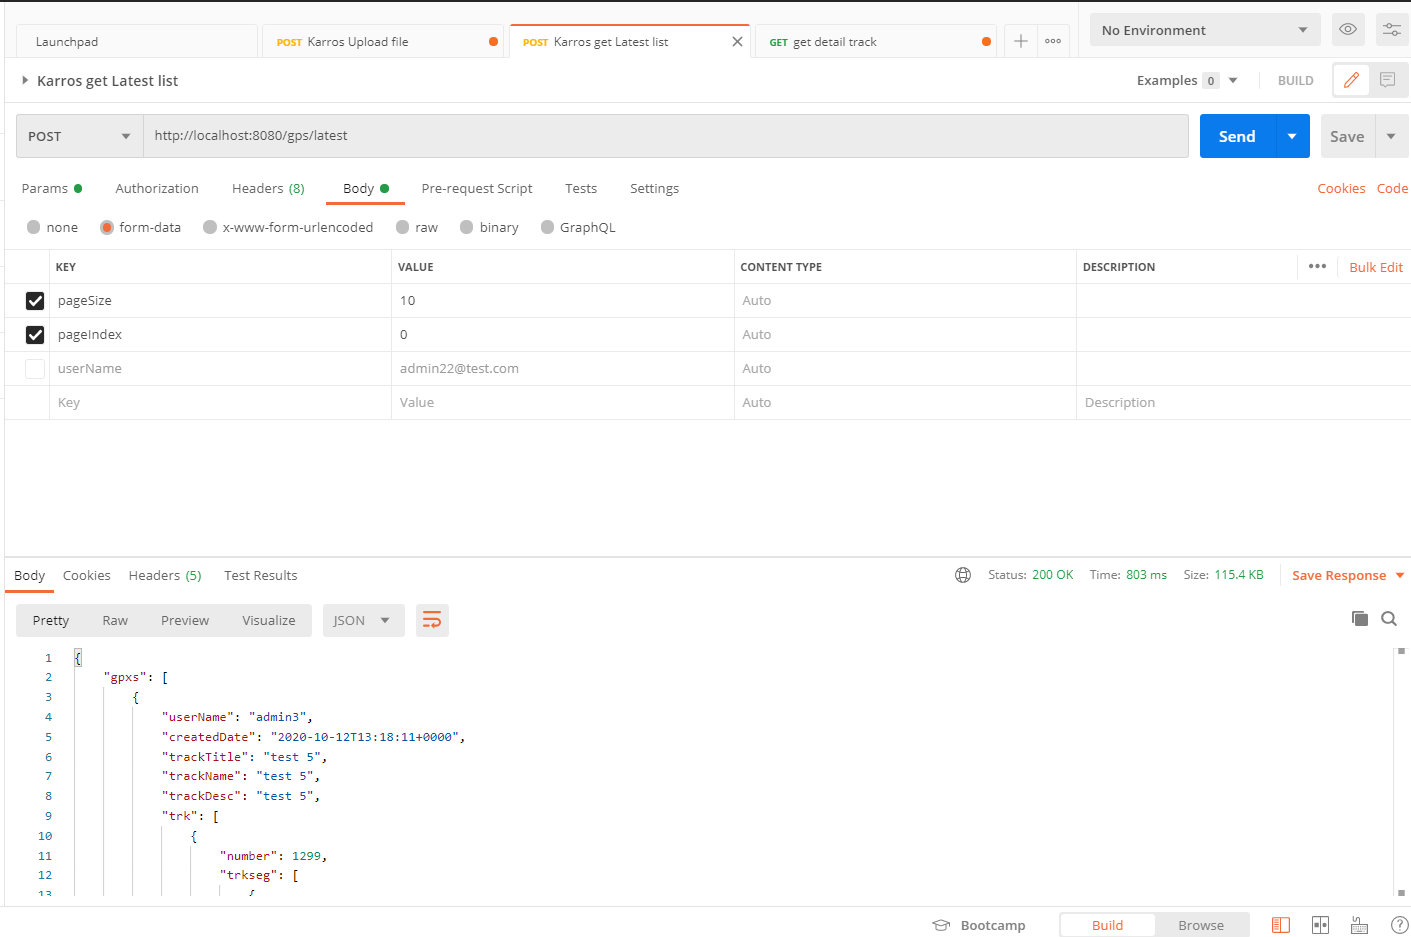 Launchpad POST Karros Upload file POST Karros get Latest list GET get detail track No Environment
Karros get Latest list Examples 0 BUILD
POST http://localhost:8080/gps/latest Send Save
Params Authorization Headers (8) Body Pre-request Script Tests Settings Cookies Code
none form-data x-www-form-urlencoded raw binary GraphQL
KEY VALUE CONTENT TYPE DESCRIPTION Bulk Edit
pageSize 10 Auto
pageIndex 0 Auto
userName admin22@test.com Auto
Key Value Auto Description
Body Cookies Headers (5) Test Results Status: 200 OK Time: 803 ms Size: 115.4 KB Save Response
Pretty Raw Preview Visualize JSON
1 {
2 "gpxs": [
3 {
4 "userName": "admin3",
5 "createdDate": "2020-10-12T13:18:11+0000",
6 "trackTitle": "test 5",
7 "trackName": "test 5",
8 "trackDesc": "test 5",
9 "trk": [
10 {
11 "number": 1299,
12 "trkseg": [
13 {
Bootcamp Build Browse